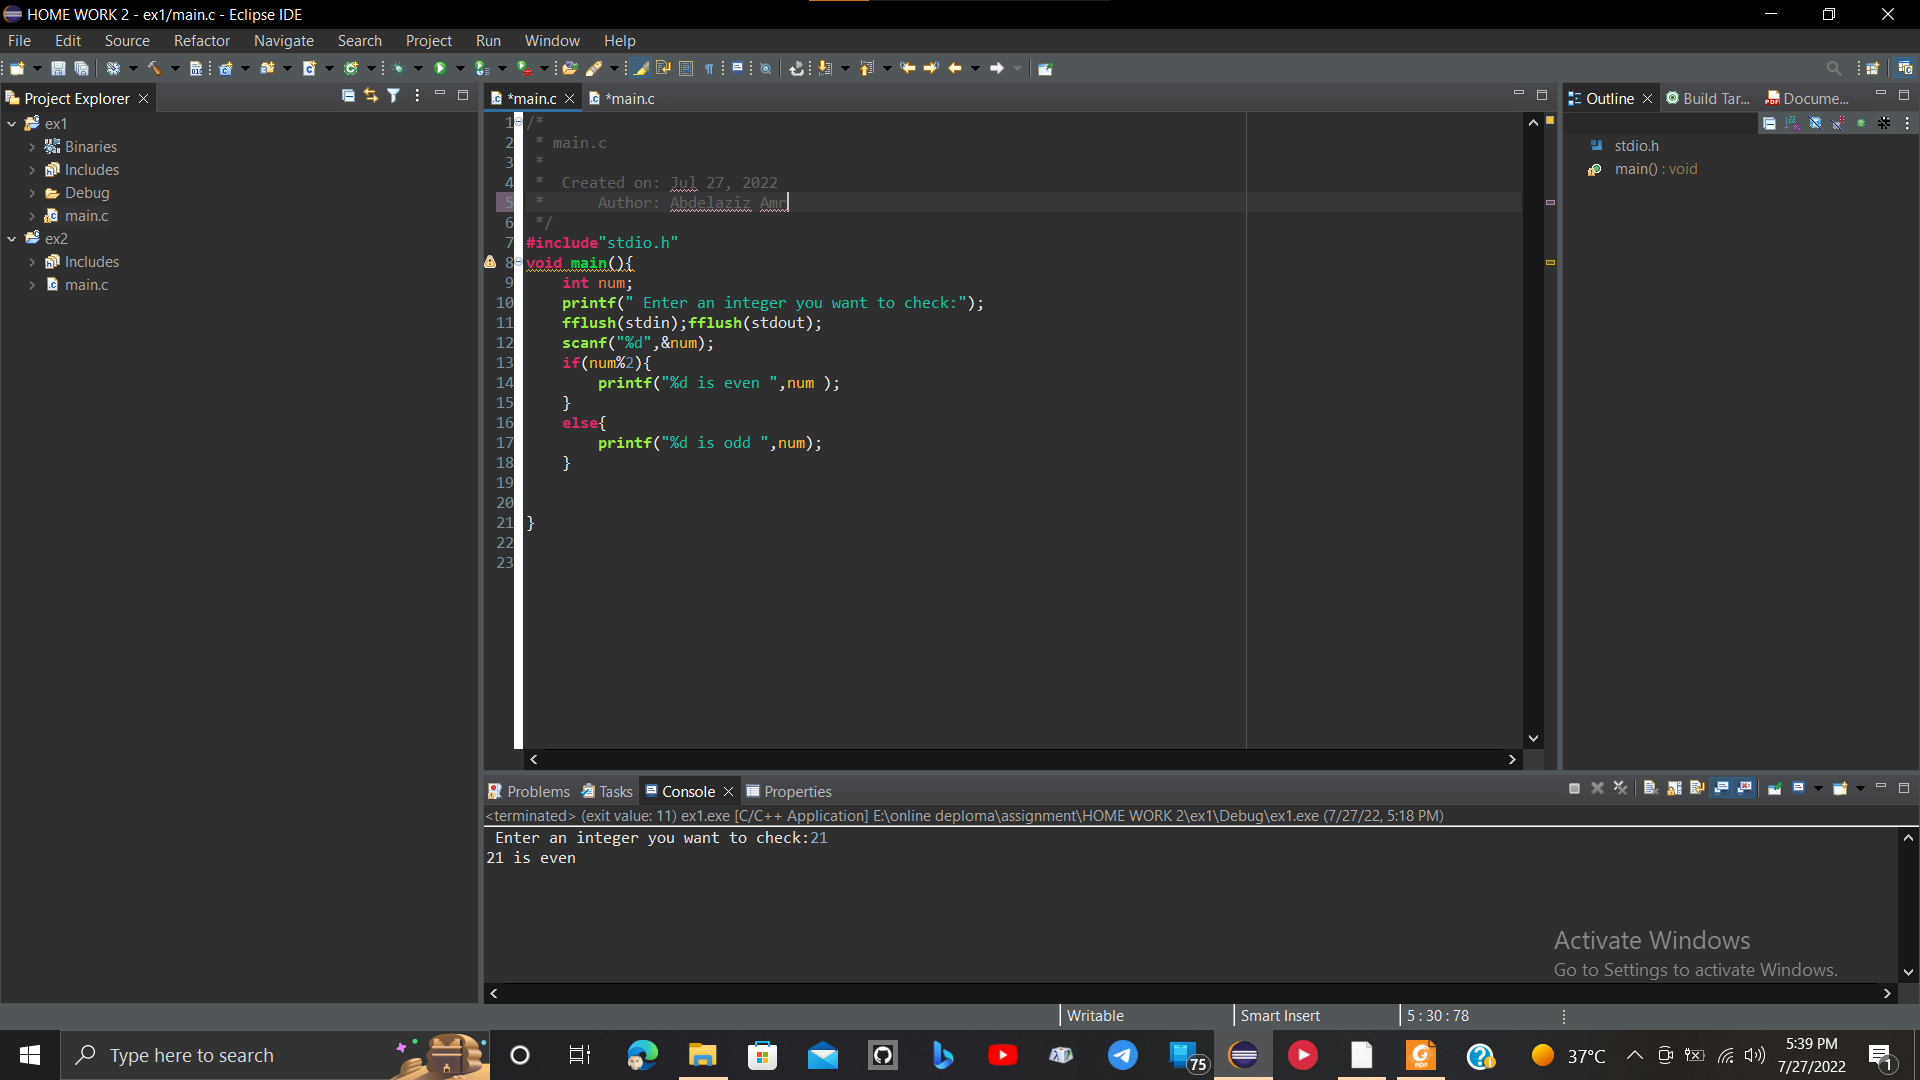 HOME WORK 2 - ex1/main.c - Eclipse IDE
File Edit Source Refactor Navigate Search Project Run Window Help
Project Explorer
ex1
Binaries
Includes
Debug
main.c
ex2
Includes
main.c
*main.c *main.c
1 /*
2 * main.c
3 *
4 * Created on: Jul 27, 2022
5 * Author: Abdelaziz Amr
6 */
7 #include"stdio.h"
8 void main(){
9 int num;
10 printf(" Enter an integer you want to check:");
11 fflush(stdin);fflush(stdout);
12 scanf("%d",&num);
13 if(num%2){
14 printf("%d is even ",num );
15 }
16 else{
17 printf("%d is odd ",num);
18 }
19
20
21 }
22
23
Outline Build Tar... Docume...
stdio.h
main() : void
Problems Tasks Console Properties
<terminated> (exit value: 11) ex1.exe [C/C++ Application] E:\online deploma\assignment\HOME WORK 2\ex1\Debug\ex1.exe (7/27/22, 5:18 PM)
Enter an integer you want to check:21
21 is even
Activate Windows
Go to Settings to activate Windows.
Writable Smart Insert 5 : 30 : 78
Type here to search
75
37°C
5:39 PM
7/27/2022
1